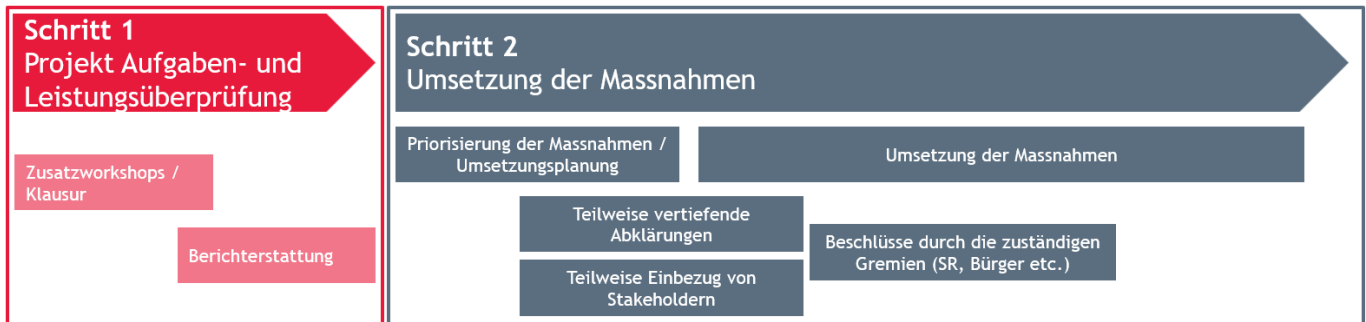 Schritt 1
Projekt Aufgaben- und
Leistungsüberprüfung
Zusatzworkshops /
Klausur
Berichterstattung
Schritt 2
Umsetzung der Massnahmen
Priorisierung der Massnahmen /
Umsetzungsplanung
Umsetzung der Massnahmen
Teilweise vertiefende
Abklärungen
Beschlüsse durch die zuständigen
Gremien (SR, Bürger etc.)
Teilweise Einbezug von
Stakeholdern